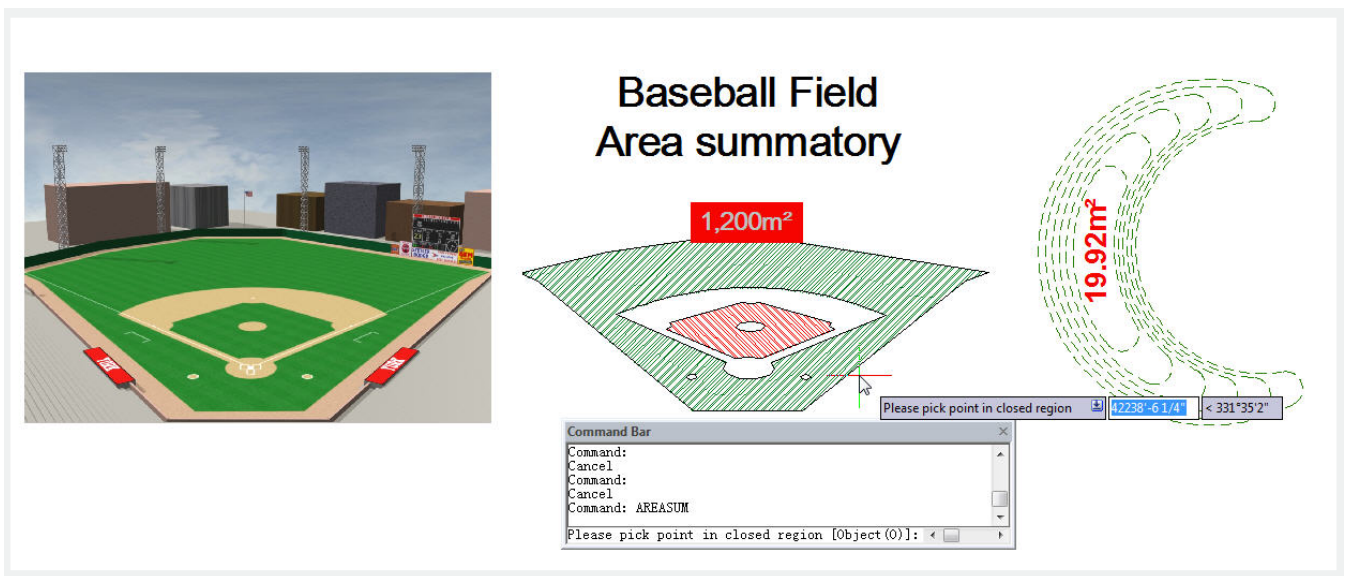 Baseball Field
Area summatory
1,200m²
19.92m²
Please pick point in closed region
42238'-6 1/4"
< 331°35'2"
Command Bar
Command:
Cancel
Command:
Cancel
Command: AREASUM
Please pick point in closed region [Object(O)]: